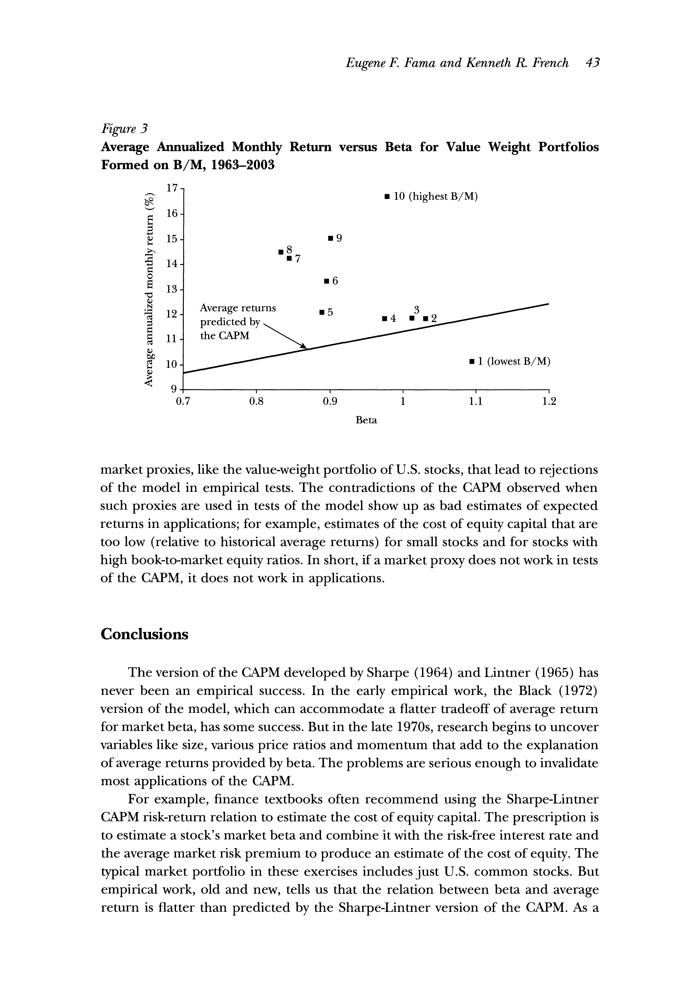 Eugene F. Fama and Kenneth R. French 43
Figure 3
Average Annualized Monthly Return versus Beta for Value Weight Portfolios
Formed on B/M, 1963–2003
Average annualized monthly return (%)
17
16
15
14
13
12
11
10
9
10 (highest B/M)
9
8
7
6
5
4
3
2
1 (lowest B/M)
Average returns
predicted by
the CAPM
0.7 0.8 0.9 1 1.1 1.2
Beta
market proxies, like the value-weight portfolio of U.S. stocks, that lead to rejections
of the model in empirical tests. The contradictions of the CAPM observed when
such proxies are used in tests of the model show up as bad estimates of expected
returns in applications; for example, estimates of the cost of equity capital that are
too low (relative to historical average returns) for small stocks and for stocks with
high book-to-market equity ratios. In short, if a market proxy does not work in tests
of the CAPM, it does not work in applications.
Conclusions
The version of the CAPM developed by Sharpe (1964) and Lintner (1965) has
never been an empirical success. In the early empirical work, the Black (1972)
version of the model, which can accommodate a flatter tradeoff of average return
for market beta, has some success. But in the late 1970s, research begins to uncover
variables like size, various price ratios and momentum that add to the explanation
of average returns provided by beta. The problems are serious enough to invalidate
most applications of the CAPM.
For example, finance textbooks often recommend using the Sharpe-Lintner
CAPM risk-return relation to estimate the cost of equity capital. The prescription is
to estimate a stock's market beta and combine it with the risk-free interest rate and
the average market risk premium to produce an estimate of the cost of equity. The
typical market portfolio in these exercises includes just U.S. common stocks. But
empirical work, old and new, tells us that the relation between beta and average
return is flatter than predicted by the Sharpe-Lintner version of the CAPM. As a